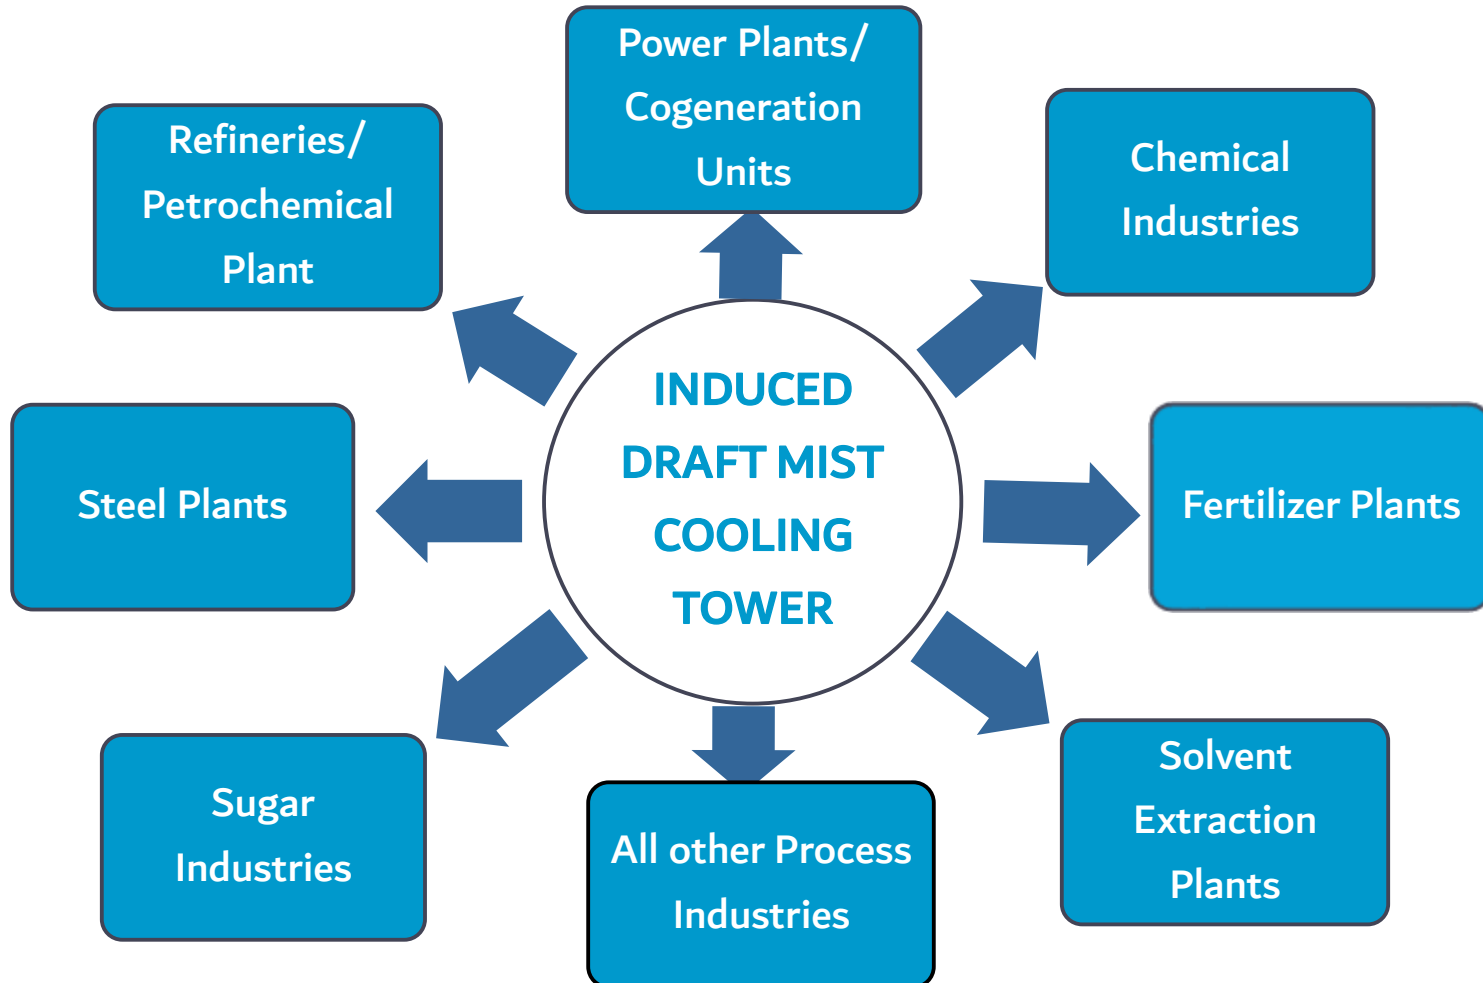 Power Plants/
Cogeneration
Units
Refineries/
Petrochemical
Plant
Chemical
Industries
INDUCED
DRAFT MIST
COOLING
TOWER
Steel Plants
Fertilizer Plants
Sugar
Industries
All other Process
Industries
Solvent
Extraction
Plants